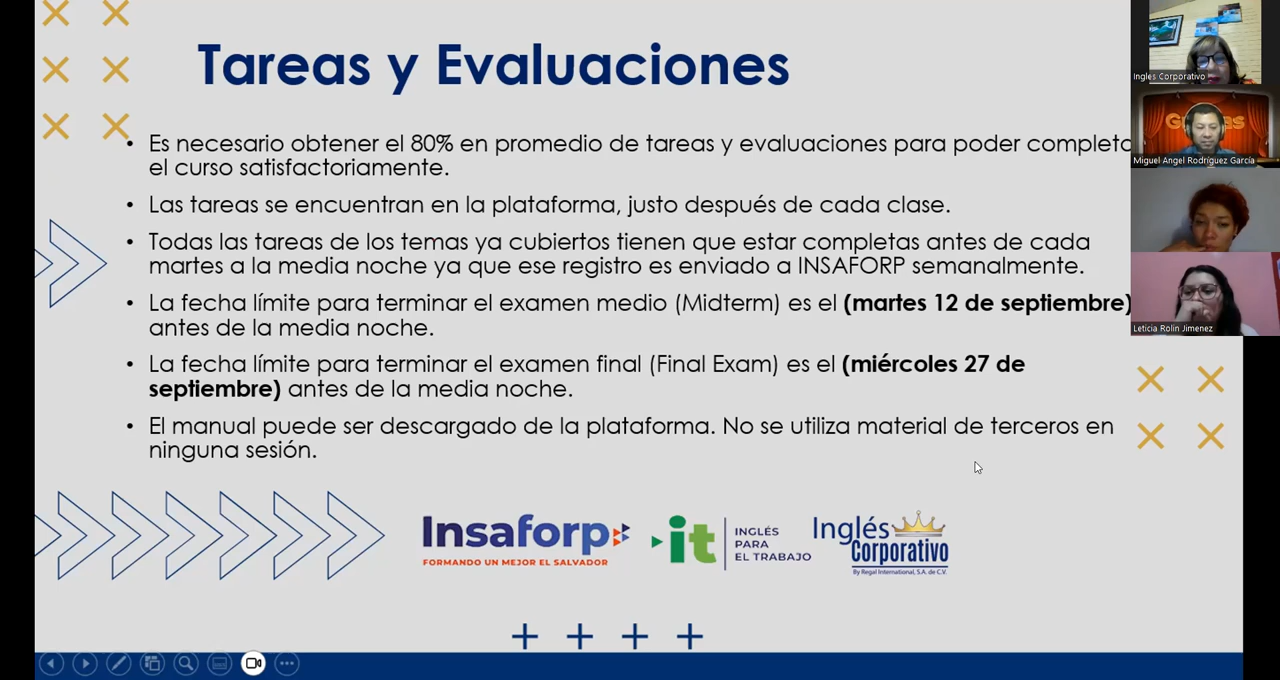 Tareas y Evaluaciones
• Es necesario obtener el 80% en promedio de tareas y evaluaciones para poder completa
el curso satisfactoriamente.
• Las tareas se encuentran en la plataforma, justo después de cada clase.
• Todas las tareas de los temas ya cubiertos tienen que estar completas antes de cada
martes a la media noche ya que ese registro es enviado a INSAFORP semanalmente.
• La fecha límite para terminar el examen medio (Midterm) es el (martes 12 de septiembre)
antes de la media noche.
• La fecha límite para terminar el examen final (Final Exam) es el (miércoles 27 de
septiembre) antes de la media noche.
• El manual puede ser descargado de la plataforma. No se utiliza material de terceros en
ninguna sesión.
Insaforp
FORMANDO UN MEJOR EL SALVADOR
it
INGLÉS
PARA
EL TRABAJO
Inglés
Corporativo
By Regal International, S.A. de C.V.
Ingles Corporativo
Miguel Angel Rodríguez García
Leticia Rolin Jimenez